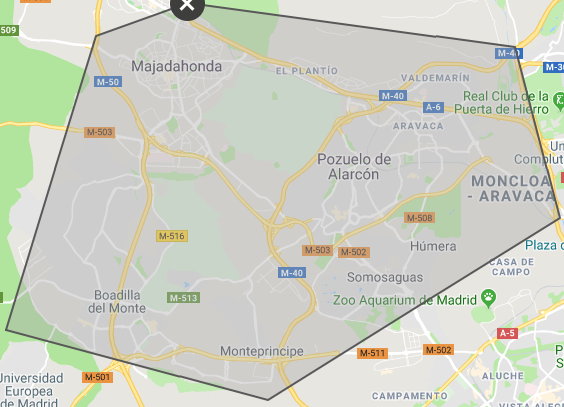 509
M-40
M-30
Majadahonda
EL PLANTÍO
VALDEMARÍN
M-50
M-40
Real Club de la
Puerta de Hierro
A-6
ARAVACA
M-503
Un
Complut
Pozuelo de
Alarcón
MONCLOA
- ARAVACA
M-508
M-516
Húmera
Plaza d
M-503
M-502
CASA DE
CAMPO
M-40
Somosaguas
Boadilla
del Monte
M-513
Zoo Aquarium de Madrid
A-5
Monteprincipe
M-511
M-502
Universidad
Europea
de Madrid
M-501
ALUCHE
CAMPAMENTO
VISTA ALEGR